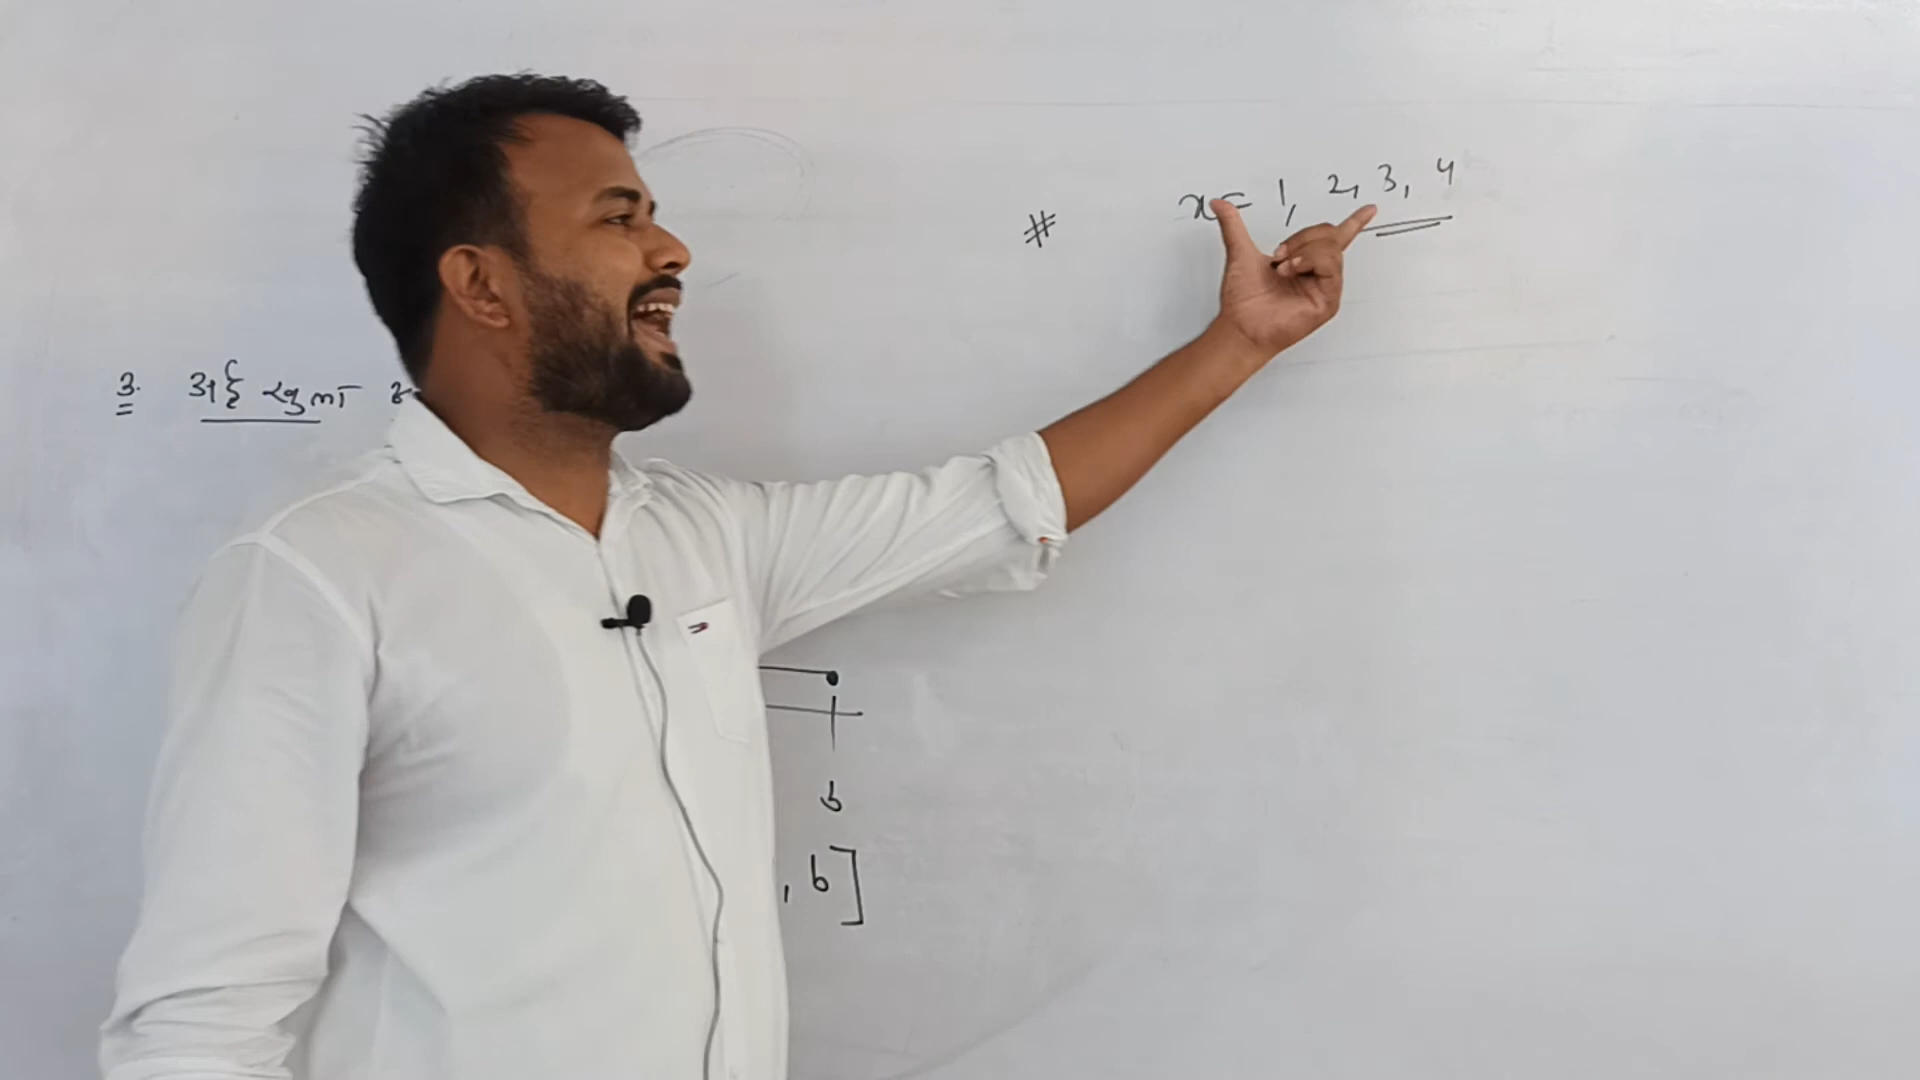 # x = 1, 2, 3, 4
3. अर्द्ध खुला
b
, b]